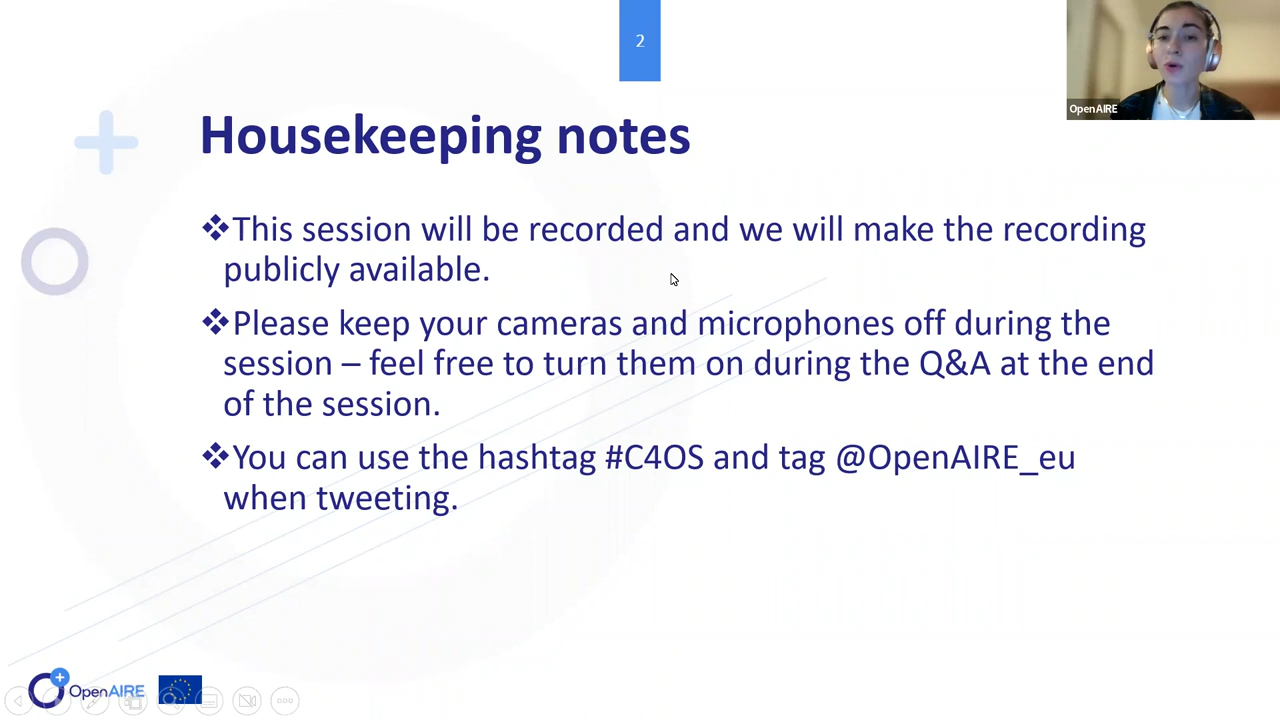 2
OpenAIRE
Housekeeping notes
❖This session will be recorded and we will make the recording
publicly available.
❖Please keep your cameras and microphones off during the
session – feel free to turn them on during the Q&A at the end
of the session.
❖You can use the hashtag #C4OS and tag @OpenAIRE_eu
when tweeting.
OpenAIRE